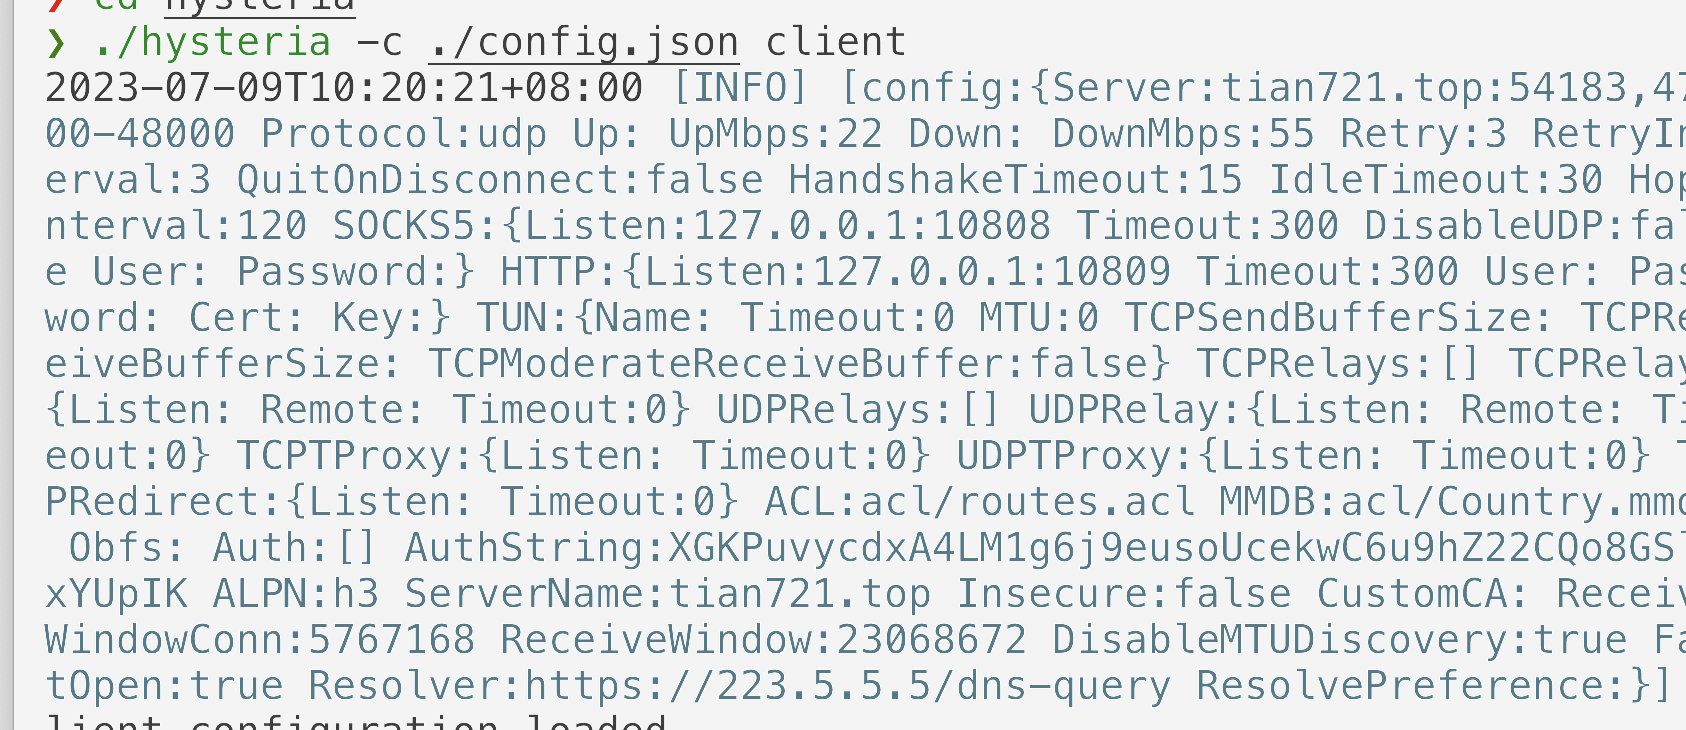 ❯ cd hysteria
❯ ./hysteria -c ./config.json client
2023-07-09T10:20:21+08:00 [INFO] [config:{Server:tian721.top:54183,47
00-48000 Protocol:udp Up: UpMbps:22 Down: DownMbps:55 Retry:3 RetryIn
erval:3 QuitOnDisconnect:false HandshakeTimeout:15 IdleTimeout:30 Hop
nterval:120 SOCKS5:{Listen:127.0.0.1:10808 Timeout:300 DisableUDP:fal
e User: Password:} HTTP:{Listen:127.0.0.1:10809 Timeout:300 User: Pas
word: Cert: Key:} TUN:{Name: Timeout:0 MTU:0 TCPSendBufferSize: TCPRe
eiveBufferSize: TCPModerateReceiveBuffer:false} TCPRelays:[] TCPRelay
{Listen: Remote: Timeout:0} UDPRelays:[] UDPRelay:{Listen: Remote: Ti
eout:0} TCPTProxy:{Listen: Timeout:0} UDPTProxy:{Listen: Timeout:0} T
PRedirect:{Listen: Timeout:0} ACL:acl/routes.acl MMDB:acl/Country.mmd
Obfs: Auth:[] AuthString:XGKPuvycdxA4LM1g6j9eusoUcekwC6u9hZ22CQo8GS
xYUpIK ALPN:h3 ServerName:tian721.top Insecure:false CustomCA: Receiv
WindowConn:5767168 ReceiveWindow:23068672 DisableMTUDiscovery:true Fa
tOpen:true Resolver:https://223.5.5.5/dns-query ResolvePreference:}]
lient configuration loaded